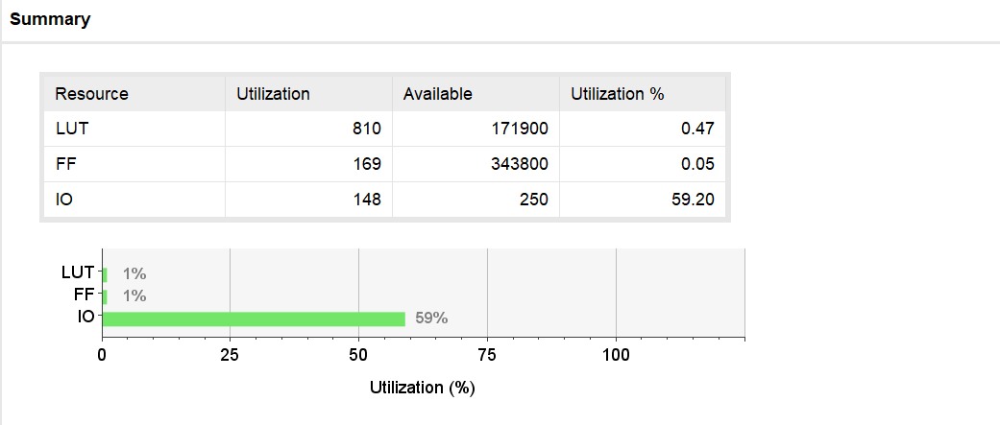 Summary
Resource Utilization Available Utilization %
LUT 810 171900 0.47
FF 169 343800 0.05
IO 148 250 59.20
LUT 1%
FF 1%
IO 59%
0 25 50 75 100
Utilization (%)